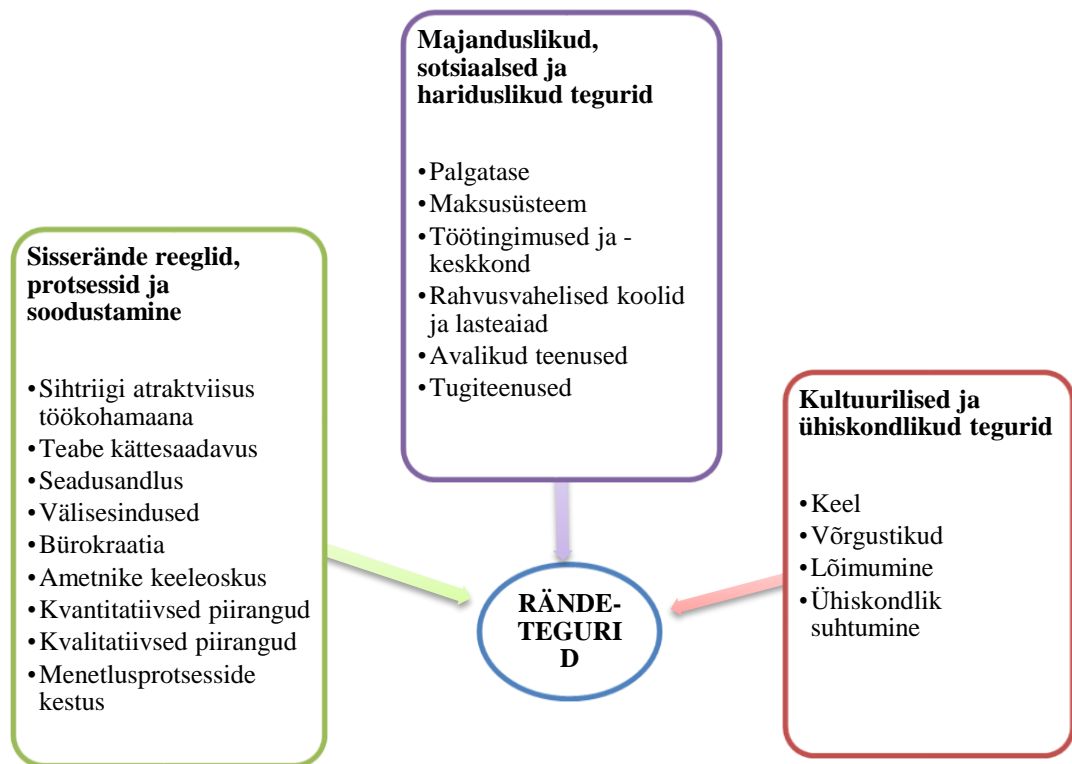 Majanduslikud,
sotsiaalsed ja
hariduslikud tegurid
•Palgatase
•Maksusüsteem
•Töötingimused ja -
keskkond
•Rahvusvahelised koolid
ja lasteaiad
•Avalikud teenused
•Tugiteenused
Sisserände reeglid,
protsessid ja
soodustamine
•Sihtriigi atraktviisus
töökohamaana
•Teabe kättesaadavus
•Seadusandlus
•Välisesindused
•Bürokraatia
•Ametnike keeleoskus
•Kvantitatiivsed piirangud
•Kvalitatiivsed piirangud
•Menetlusprotsesside
kestus
Kultuurilised ja
ühiskondlikud tegurid
•Keel
•Võrgustikud
•Lõimumine
•Ühiskondlik
suhtumine
RÄNDE-
TEGURI
D